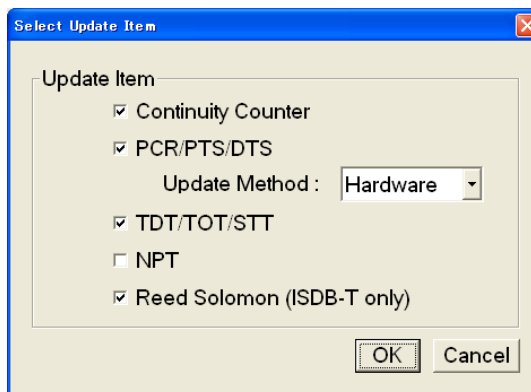 Select Update Item
Update Item
Continuity Counter
PCR/PTS/DTS
Update Method : Hardware
TDT/TOT/STT
NPT
Reed Solomon (ISDB-T only)
OK Cancel